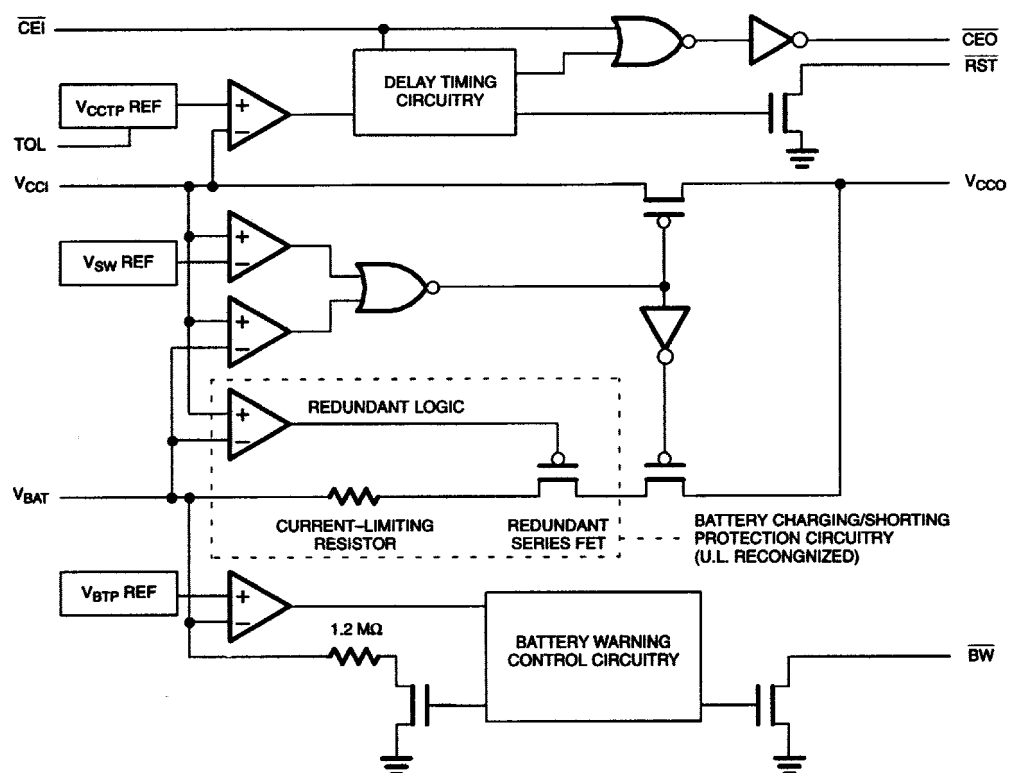 CEI
CEO
RST
DELAY TIMING
CIRCUITRY
VCCTP REF
+
−
TOL
VCCI
VCCO
+
−
VSW REF
+
−
REDUNDANT LOGIC
+
−
VBAT
CURRENT–LIMITING
RESISTOR
REDUNDANT
SERIES FET
BATTERY CHARGING/SHORTING
PROTECTION CIRCUITRY
(U.L. RECONGNIZED)
VBTP REF
+
−
1.2 MΩ
BATTERY WARNING
CONTROL CIRCUITRY
BW